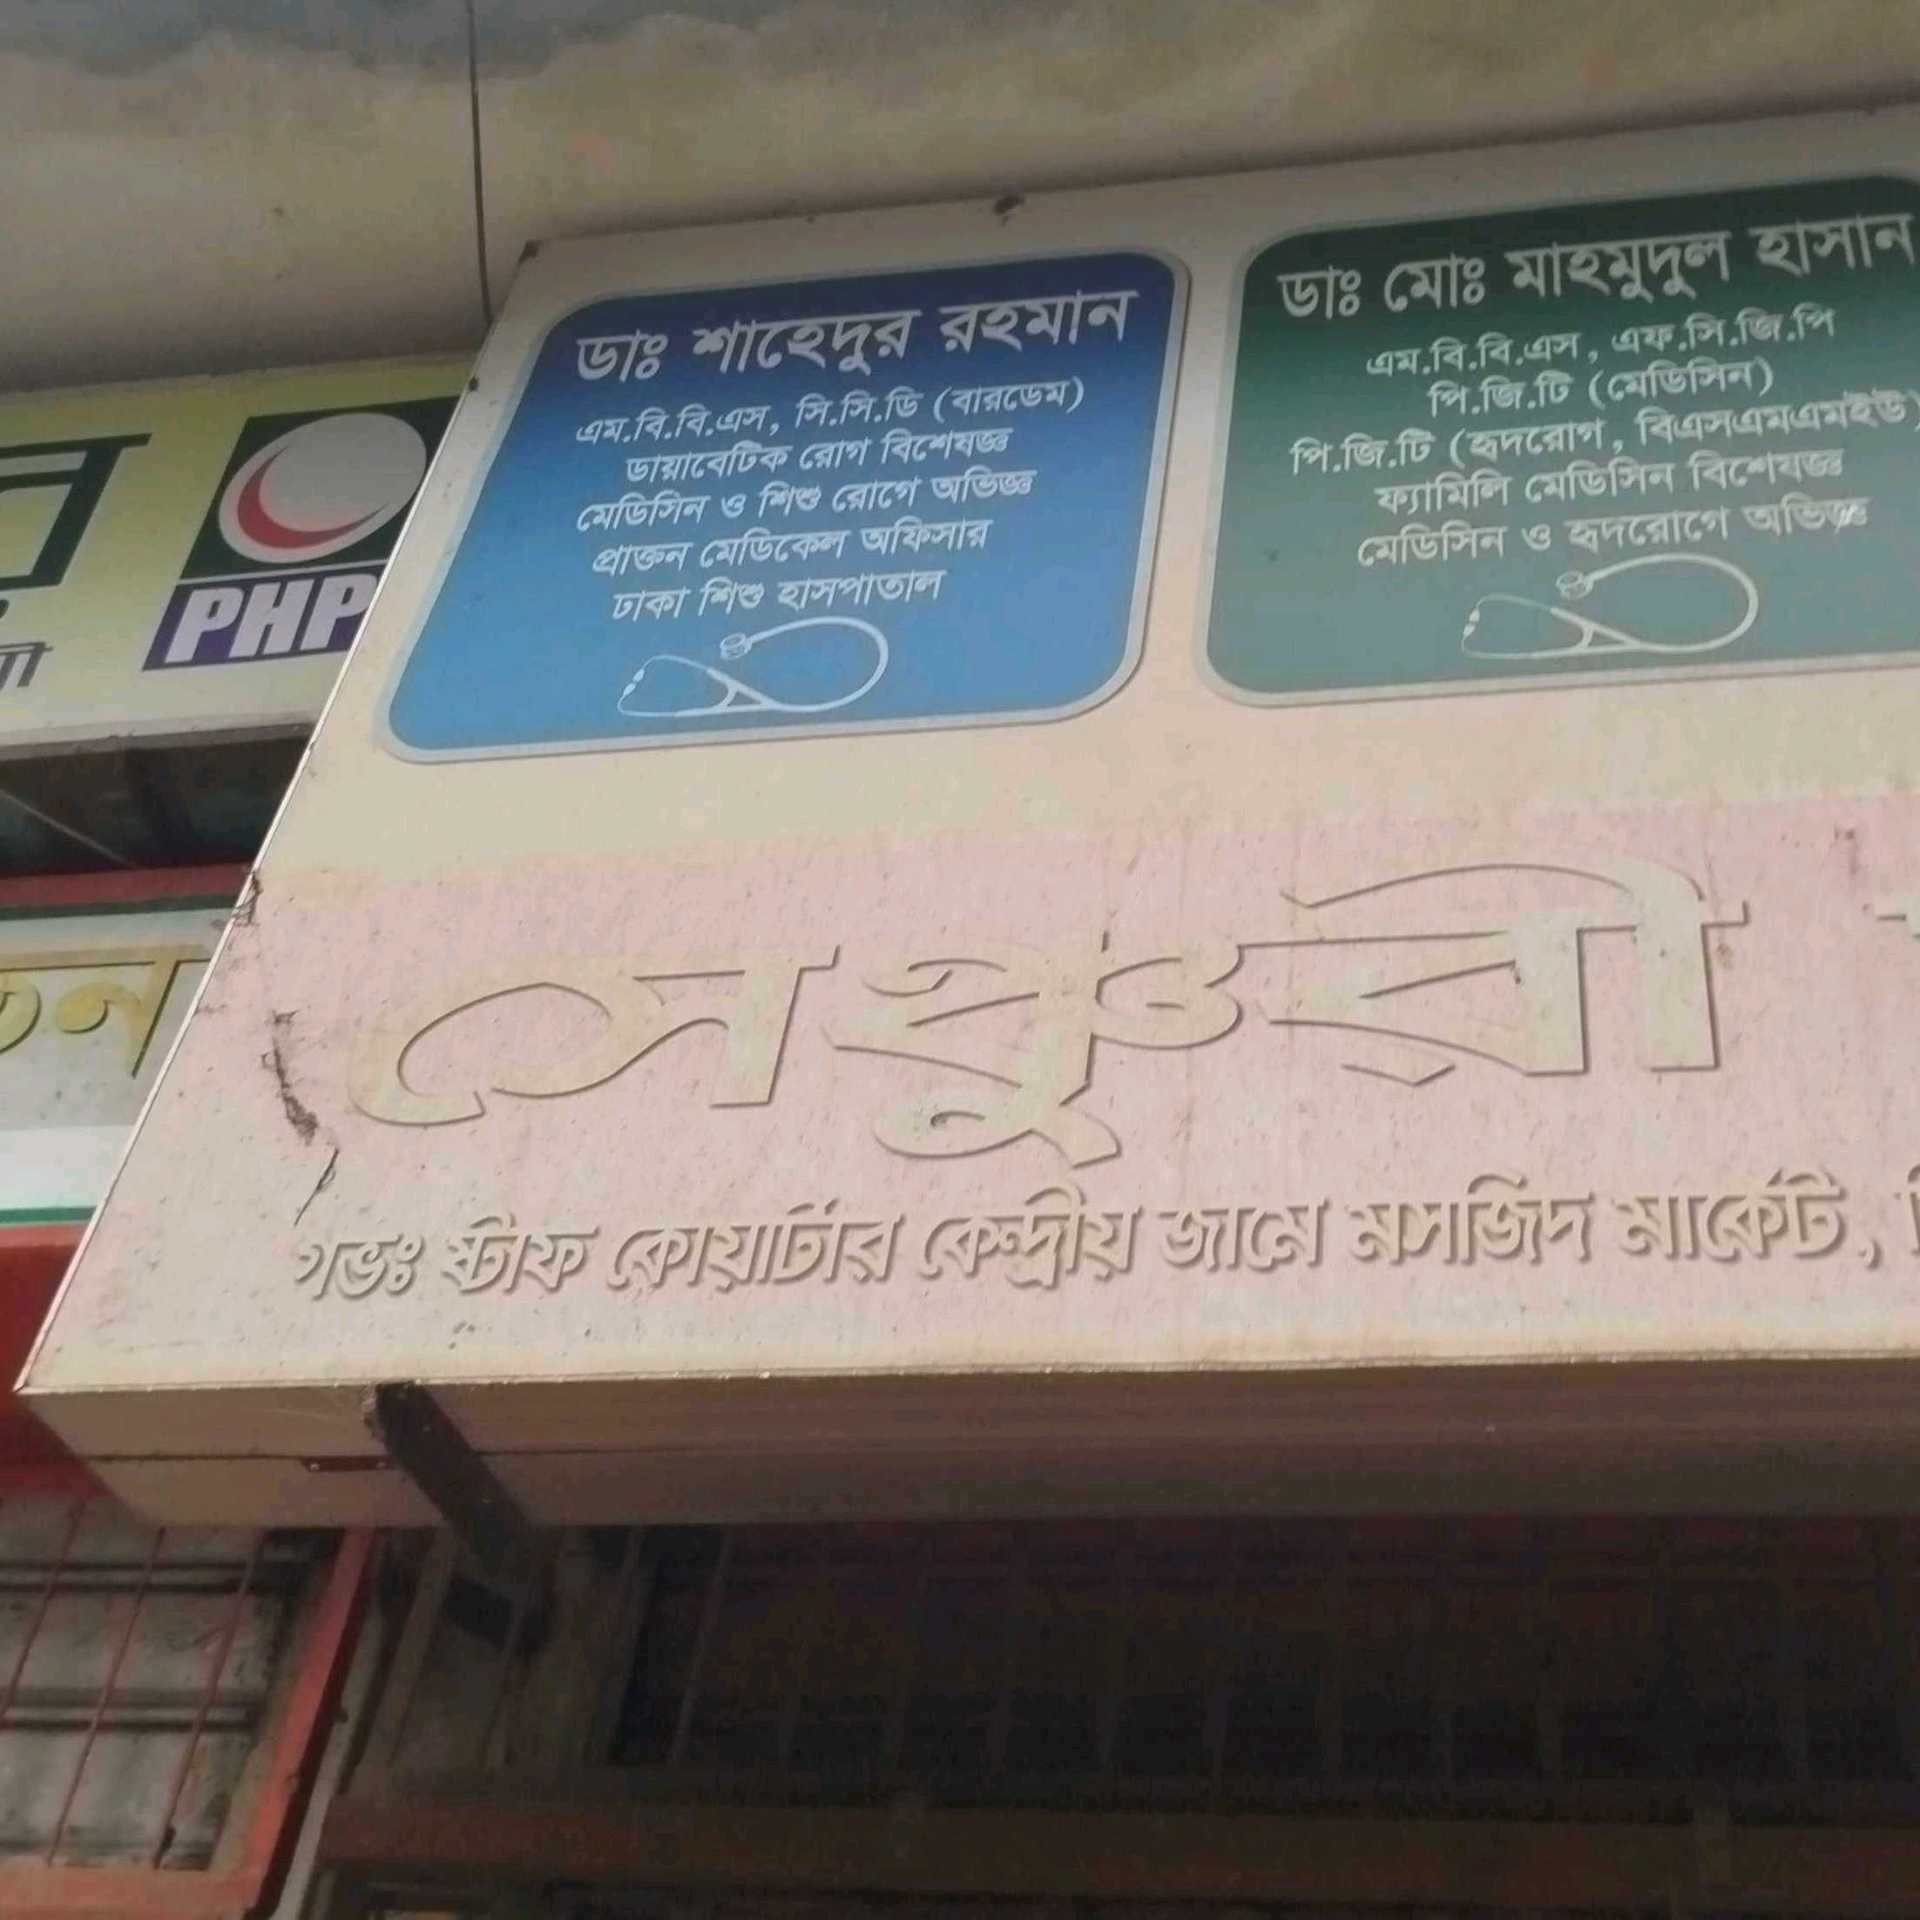 ডাঃ শাহেদুর রহমান
এম.বি.বি.এস, সি.সি.ডি (বারডেম)
ডায়াবেটিক রোগ বিশেষজ্ঞ
মেডিসিন ও শিশু রোগে অভিজ্ঞ
প্রাক্তন মেডিকেল অফিসার
ঢাকা শিশু হাসপাতাল
ডাঃ মোঃ মাহমুদুল হাসান
এম.বি.বি.এস, এফ.সি.জি.পি
পি.জি.টি (মেডিসিন)
পি.জি.টি (হৃদরোগ, বিএসএমএমইউ)
ফ্যামিলি মেডিসিন বিশেষজ্ঞ
মেডিসিন ও হৃদরোগে অভিজ্ঞ
PHP
সেঞ্চুরী
গভঃ ষ্টাফ কোয়ার্টার কেন্দ্রীয় জামে মসজিদ মার্কেট,